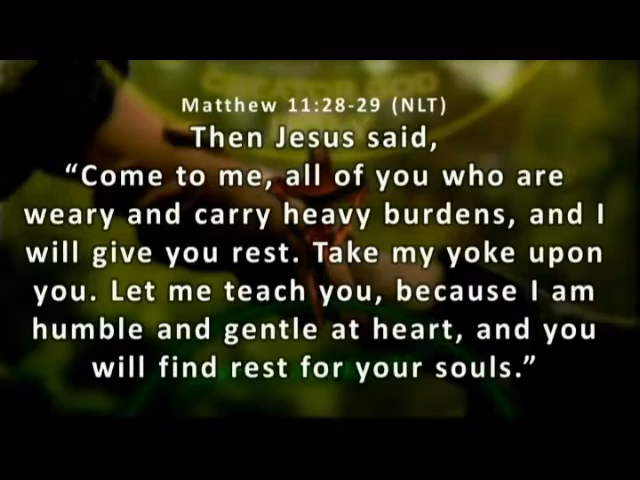 CREATOR GOD
Matthew 11:28-29 (NLT)
Then Jesus said,
“Come to me, all of you who are
weary and carry heavy burdens, and I
will give you rest. Take my yoke upon
you. Let me teach you, because I am
humble and gentle at heart, and you
will find rest for your souls.”